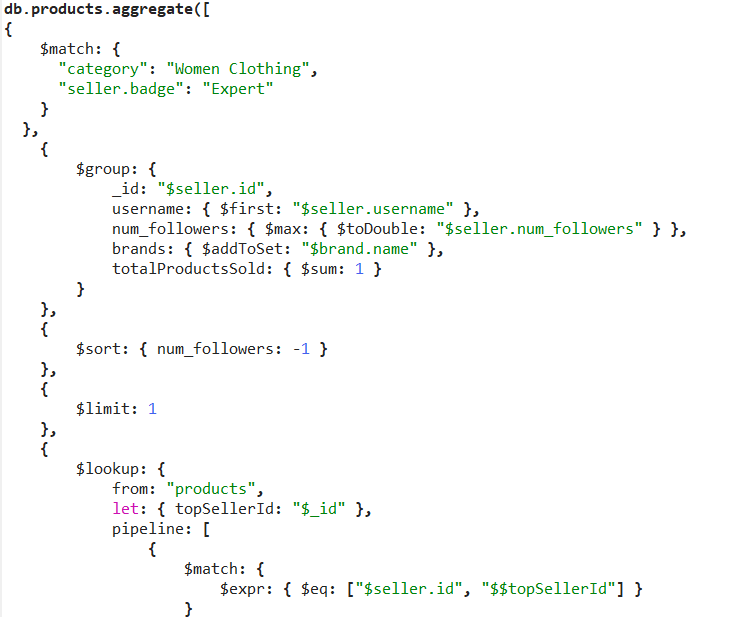 db.products.aggregate([
{
    $match: {
      "category": "Women Clothing",
      "seller.badge": "Expert"
    }
  },
    {
        $group: {
            _id: "$seller.id",
            username: { $first: "$seller.username" },
            num_followers: { $max: { $toDouble: "$seller.num_followers" } },
            brands: { $addToSet: "$brand.name" },
            totalProductsSold: { $sum: 1 }
        }
    },
    {
        $sort: { num_followers: -1 }
    },
    {
        $limit: 1
    },
    {
        $lookup: {
            from: "products",
            let: { topSellerId: "$_id" },
            pipeline: [
                {
                    $match: {
                        $expr: { $eq: ["$seller.id", "$$topSellerId"] }
                    }